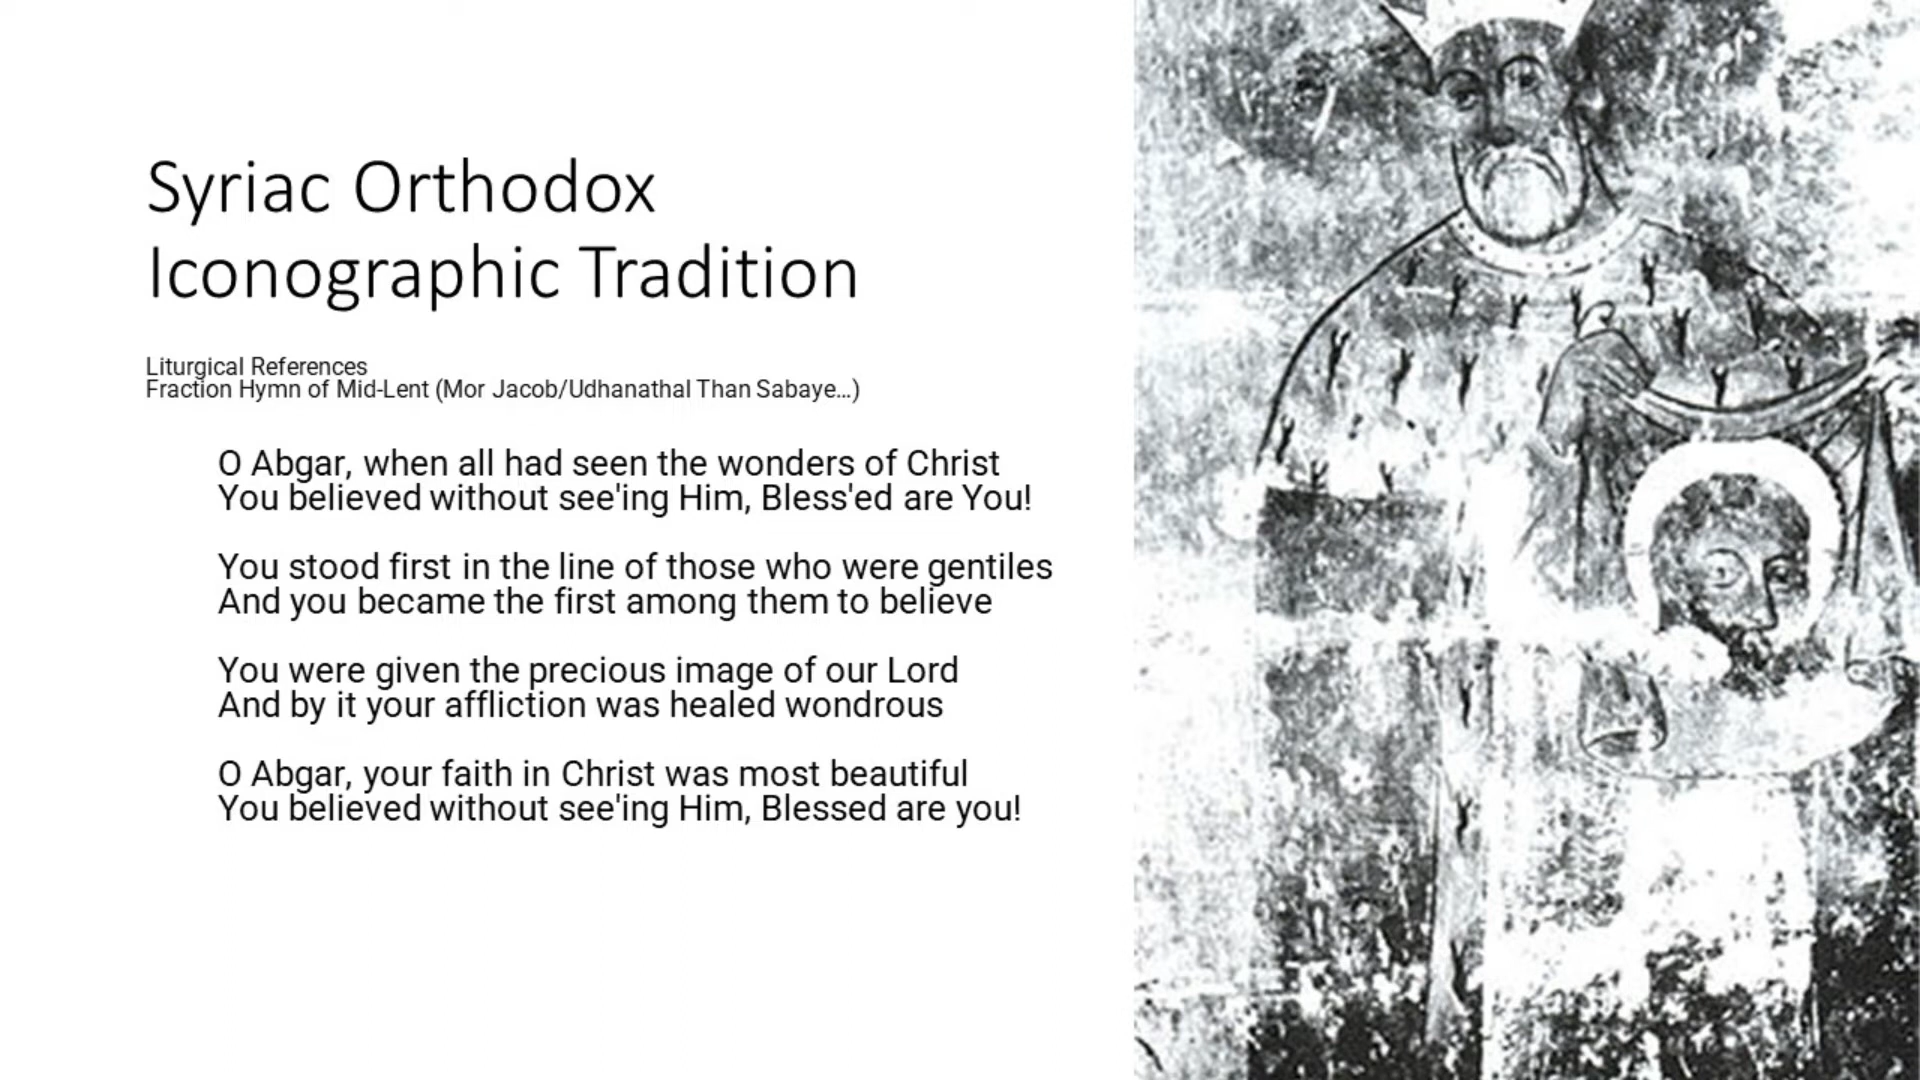 Syriac Orthodox
Iconographic Tradition
Liturgical References
Fraction Hymn of Mid-Lent (Mor Jacob/Udhanathal Than Sabaye...)
O Abgar, when all had seen the wonders of Christ
You believed without see'ing Him, Bless'ed are You!
You stood first in the line of those who were gentiles
And you became the first among them to believe
You were given the precious image of our Lord
And by it your affliction was healed wondrous
O Abgar, your faith in Christ was most beautiful
You believed without see'ing Him, Blessed are you!